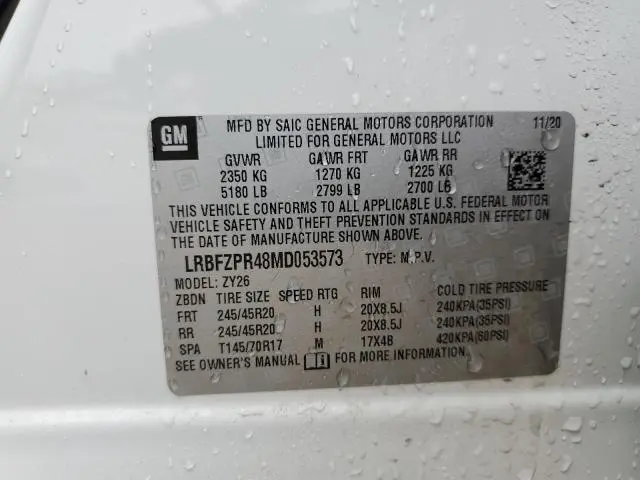 GM
MFD BY SAIC GENERAL MOTORS CORPORATION 11/20
LIMITED FOR GENERAL MOTORS LLC
GVWR GAWR FRT GAWR RR
2350 KG 1270 KG 1225 KG
5180 LB 2799 LB 2700 LB
THIS VEHICLE CONFORMS TO ALL APPLICABLE U.S. FEDERAL MOTOR
VEHICLE SAFETY AND THEFT PREVENTION STANDARDS IN EFFECT ON
THE DATE OF MANUFACTURE SHOWN ABOVE.
LRBFZPR48MD053573 TYPE: M.P.V.
MODEL: ZY26
ZBDN TIRE SIZE SPEED RTG RIM COLD TIRE PRESSURE
FRT 245/45R20 H 20X8.5J 240KPA(35PSI)
RR 245/45R20 H 20X8.5J 240KPA(35PSI)
SPA T145/70R17 M 17X4B 420KPA(60PSI)
SEE OWNER'S MANUAL FOR MORE INFORMATION.